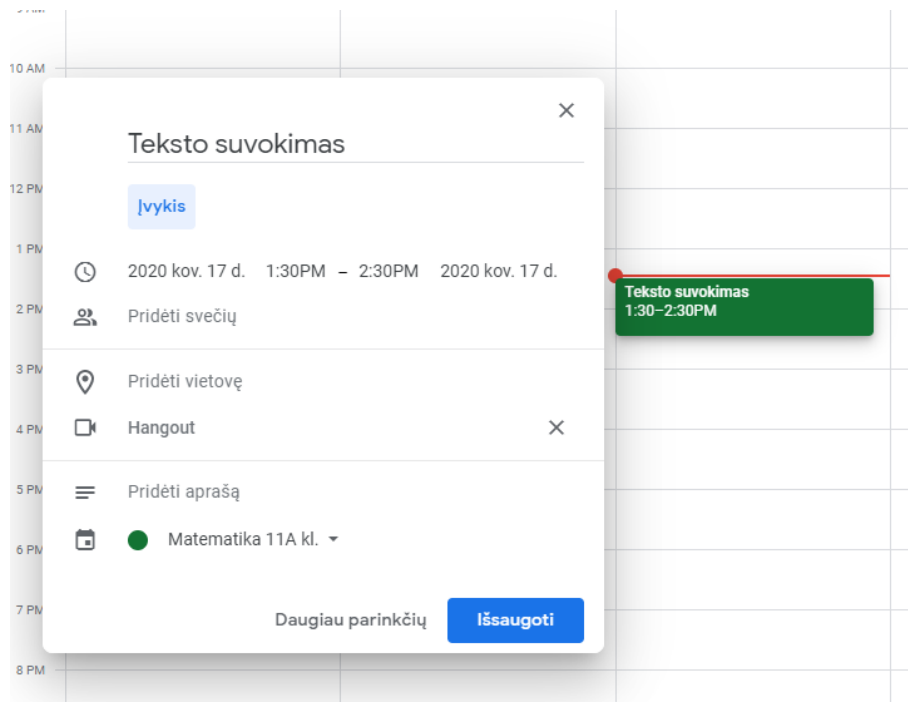 10 AM
11 AM
12 PM
1 PM
2 PM
3 PM
4 PM
5 PM
6 PM
7 PM
8 PM
Teksto suvokimas
Įvykis
2020 kov. 17 d. 1:30PM – 2:30PM 2020 kov. 17 d.
Pridėti svečių
Pridėti vietovę
Hangout
Pridėti aprašą
Matematika 11A kl.
Daugiau parinkčių
Išsaugoti
Teksto suvokimas
1:30–2:30PM